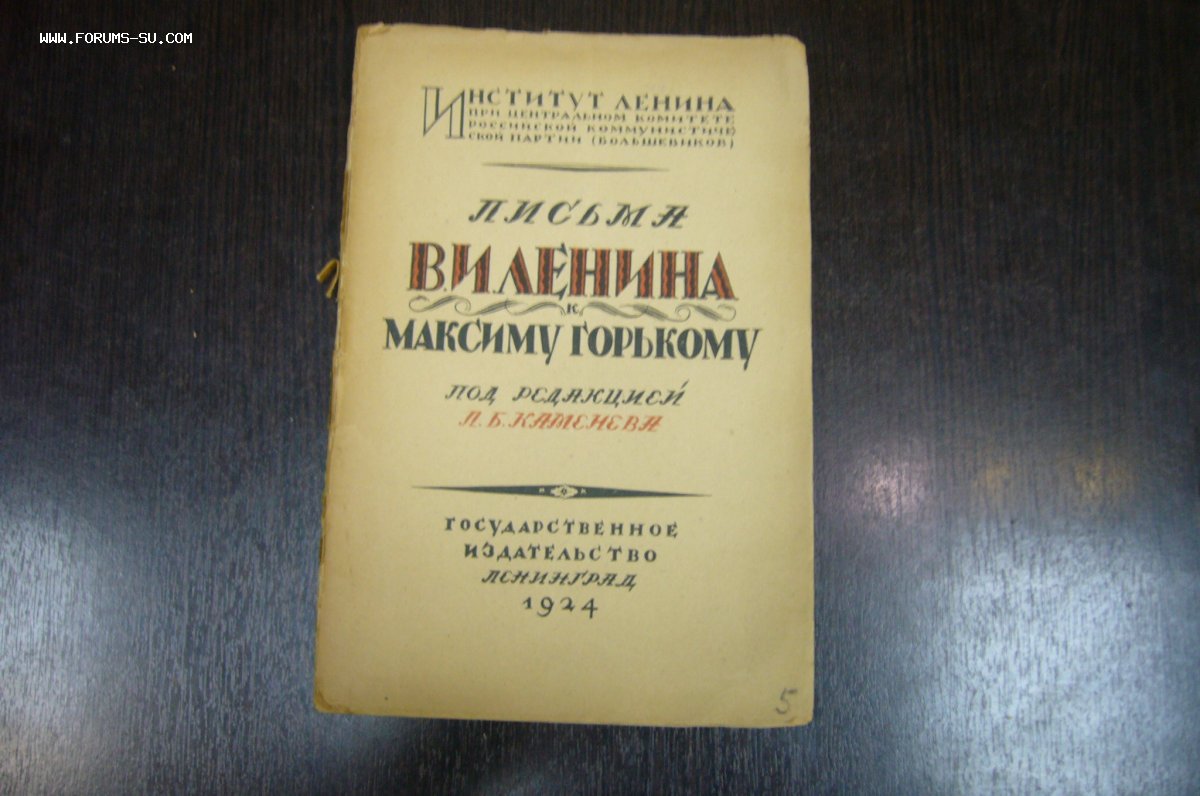 WWW.FORUMS-SU.COM
ИНСТИТУТ ЛЕНИНА
ПРИ ЦЕНТРАЛЬНОМ КОМИТЕТЕ
РОССИЙСКОЙ КОММУНИСТИЧЕ
СКОЙ ПАРТИИ (БОЛЬШЕВИКОВ)
ПИСЬМА
В.И.ЛЕНИНА
К
МАКСИМУ ГОРЬКОМУ
ПОД РЕДАКЦИЕЙ
Л.Б.КАМЕНЕВА
ГОСУДАРСТВЕННОЕ
ИЗДАТЕЛЬСТВО
ЛЕНИНГРАД
1924
5